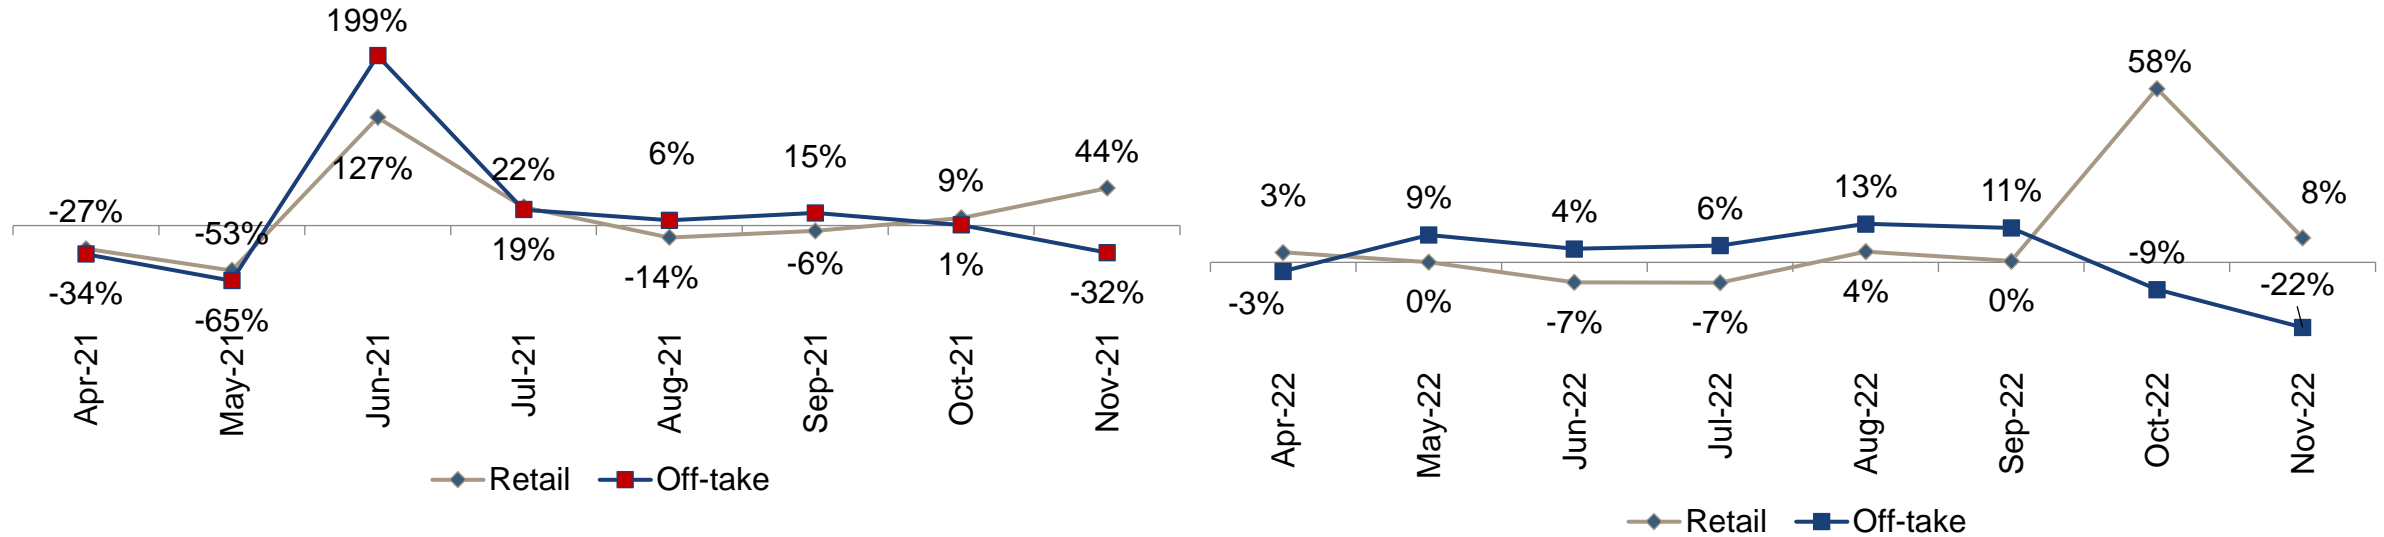 199%
127%
-27%
-53%
22%
6%
15%
9%
44%
-34%
-65%
19%
-14%
-6%
1%
-32%
Apr-21
May-21
Jun-21
Jul-21
Aug-21
Sep-21
Oct-21
Nov-21
Retail
Off-take
58%
3%
9%
4%
6%
13%
11%
-9%
8%
-3%
0%
-7%
-7%
4%
0%
-22%
Apr-22
May-22
Jun-22
Jul-22
Aug-22
Sep-22
Oct-22
Nov-22
Retail
Off-take